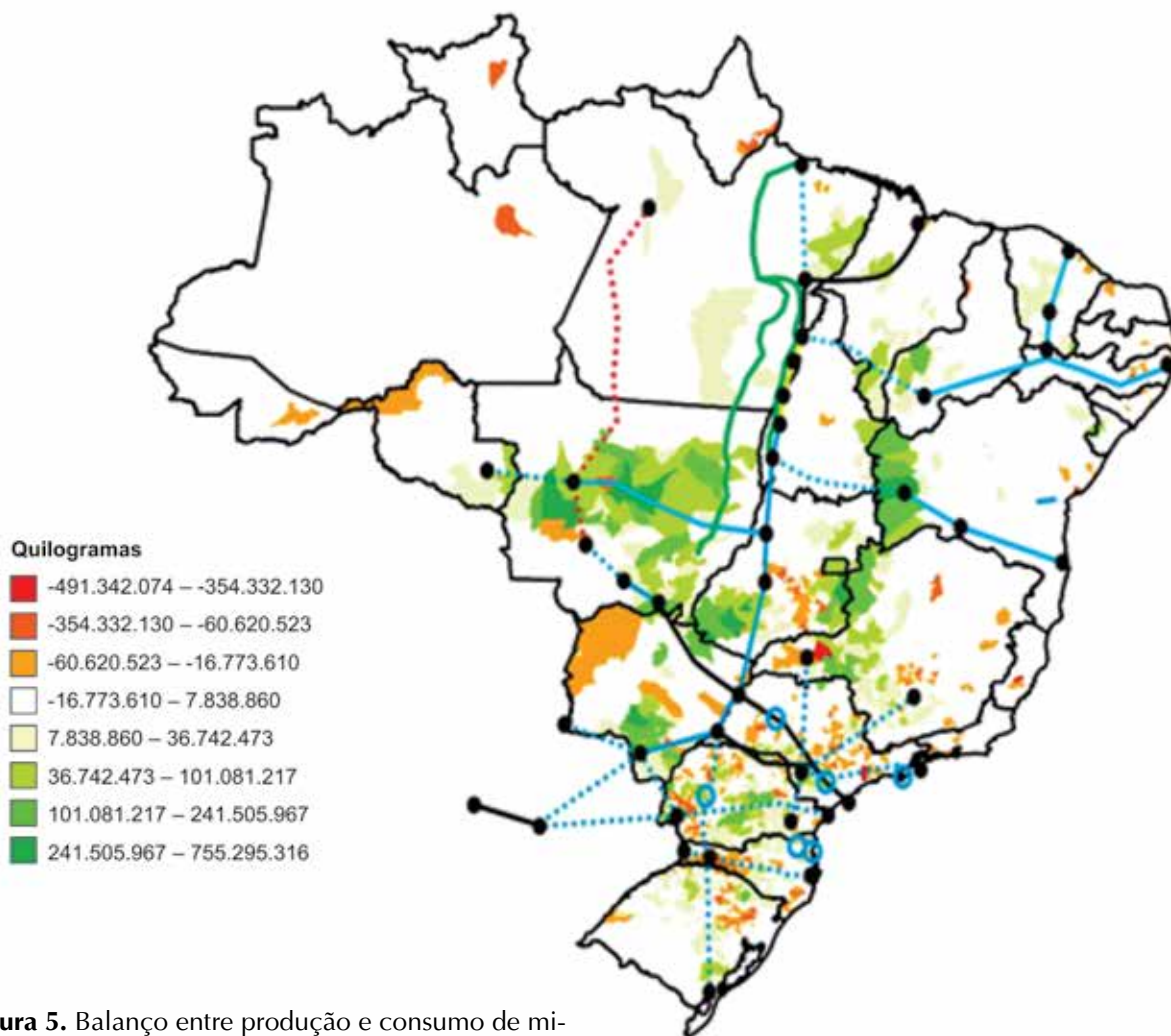 Quilogramas
-491.342.074 – -354.332.130
-354.332.130 – -60.620.523
-60.620.523 – -16.773.610
-16.773.610 – 7.838.860
7.838.860 – 36.742.473
36.742.473 – 101.081.217
101.081.217 – 241.505.967
241.505.967 – 755.295.316
ura 5. Balanço entre produção e consumo de mi-